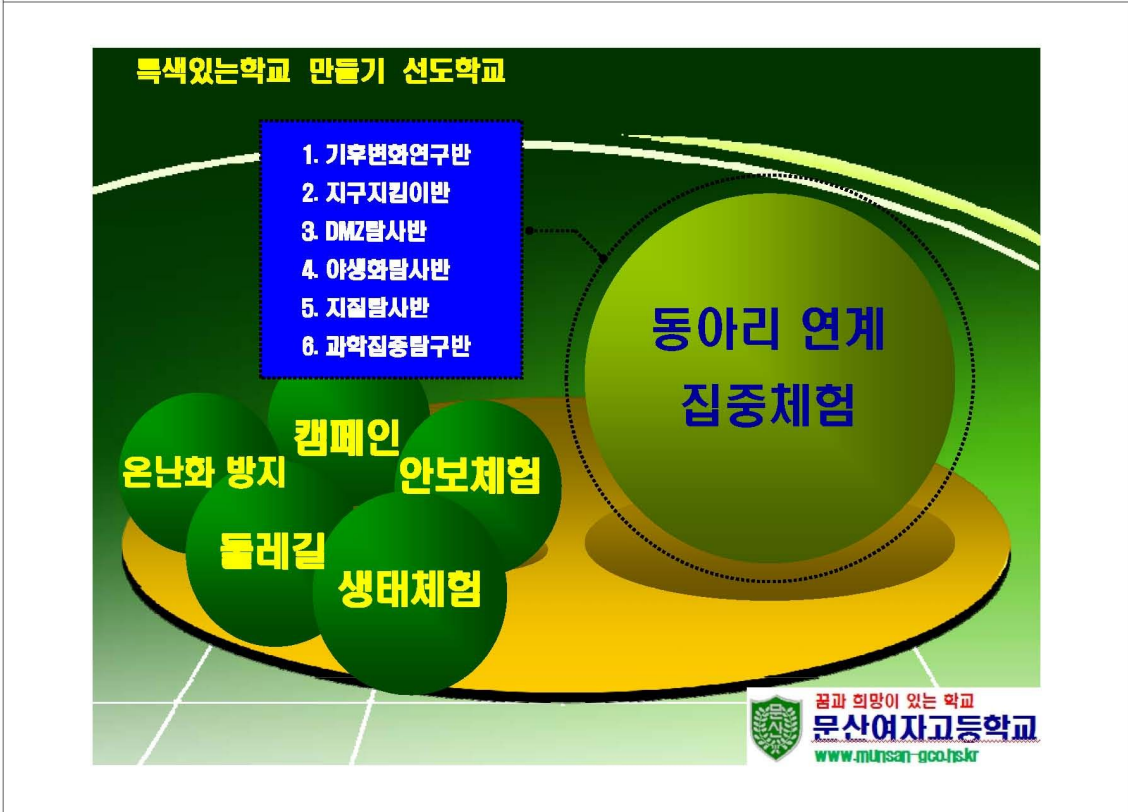 특색있는학교 만들기 선도학교
1. 기후변화연구반
2. 지구지킴이반
3. DMZ탐사반
4. 야생화탐사반
5. 지질탐사반
6. 과학집중탐구반
동아리 연계
집중체험
캠페인
온난화 방지
안보체험
둘레길
생태체험
꿈과 희망이 있는 학교
문산여자고등학교
www.munsan-gco.hs.kr